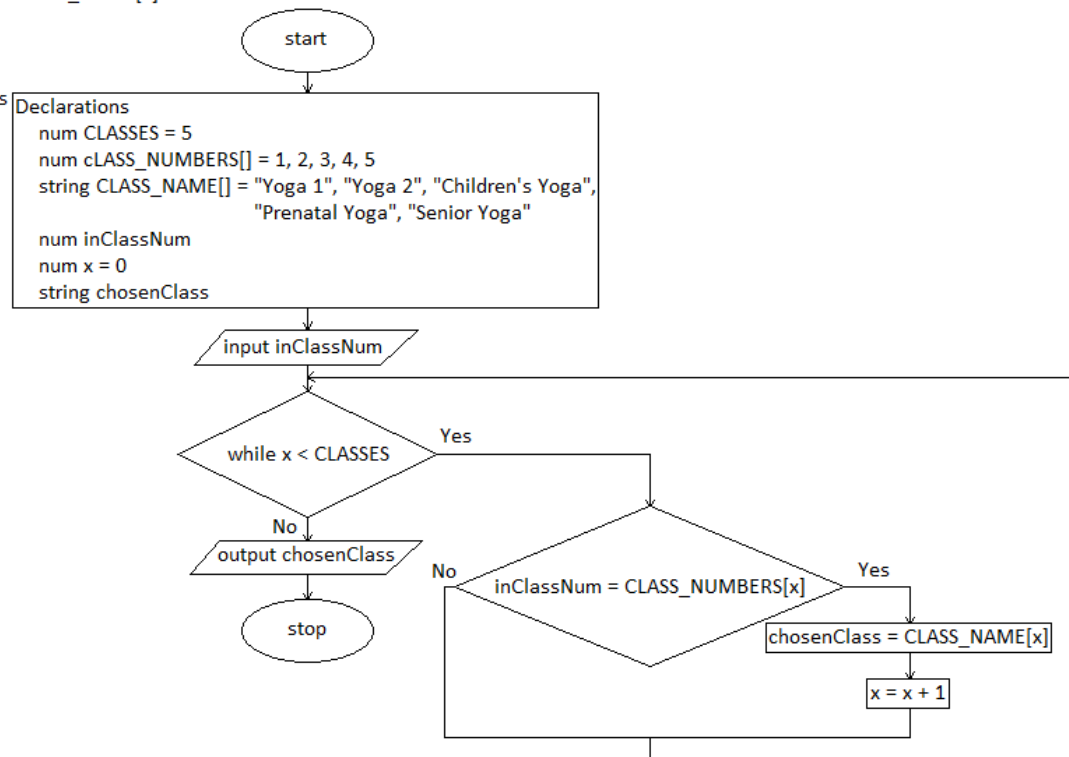 start
s
Declarations
num CLASSES = 5
num cLASS_NUMBERS[] = 1, 2, 3, 4, 5
string CLASS_NAME[] = "Yoga 1", "Yoga 2", "Children's Yoga",
"Prenatal Yoga", "Senior Yoga"
num inClassNum
num x = 0
string chosenClass
input inClassNum
while x < CLASSES
Yes
No
output chosenClass
stop
inClassNum = CLASS_NUMBERS[x]
No
Yes
chosenClass = CLASS_NAME[x]
x = x + 1